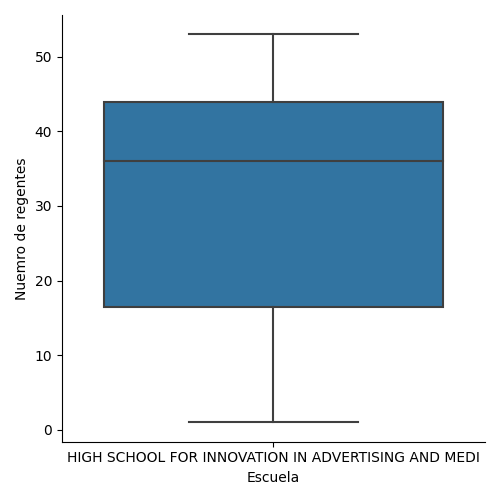 50
40
30
20
10
0
Nuemro de regentes
HIGH SCHOOL FOR INNOVATION IN ADVERTISING AND MEDI
Escuela